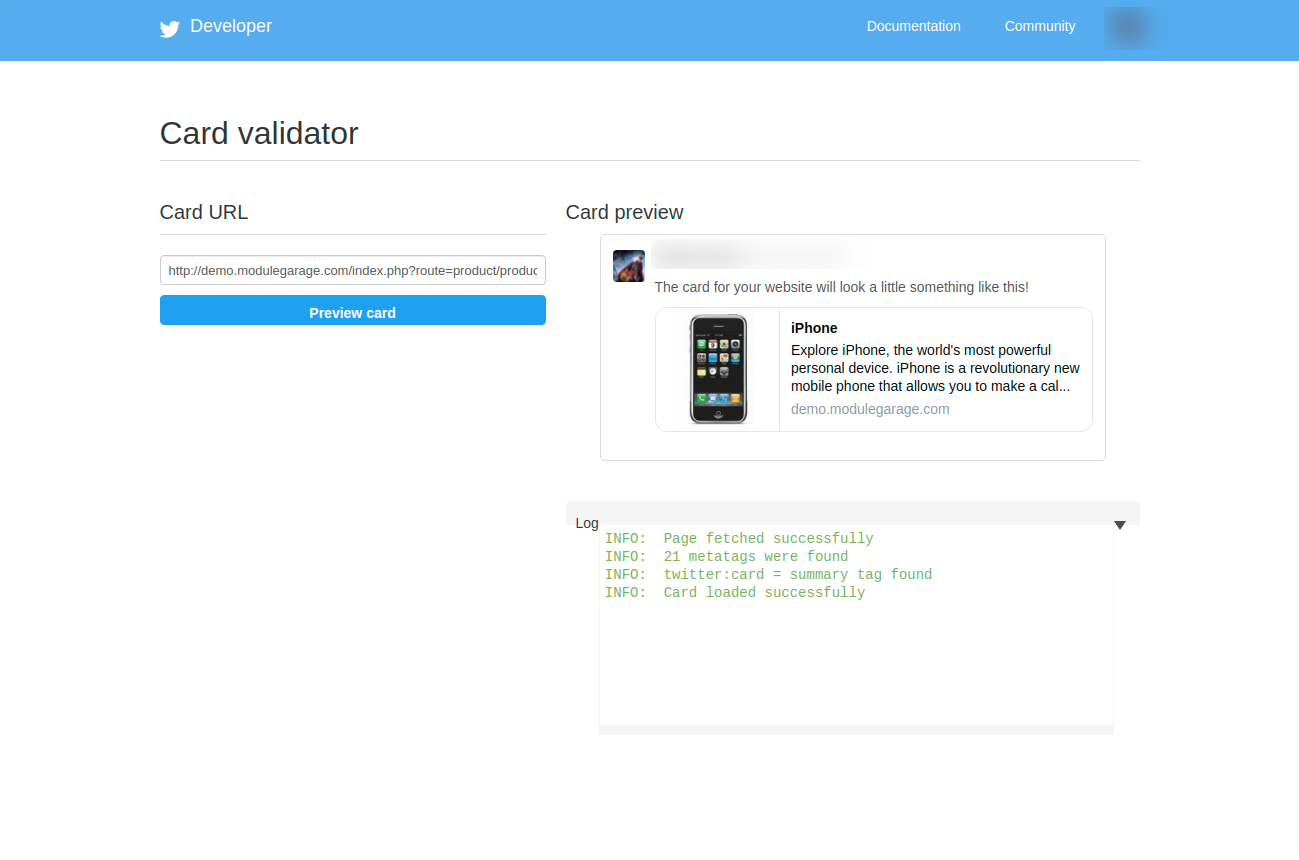 Developer
Documentation
Community
Card validator
Card URL
http://demo.modulegarage.com/index.php?route=product/produc
Preview card
Card preview
The card for your website will look a little something like this!
iPhone
Explore iPhone, the world's most powerful
personal device. iPhone is a revolutionary new
mobile phone that allows you to make a cal...
demo.modulegarage.com
Log
INFO:  Page fetched successfully
INFO:  21 metatags were found
INFO:  twitter:card = summary tag found
INFO:  Card loaded successfully